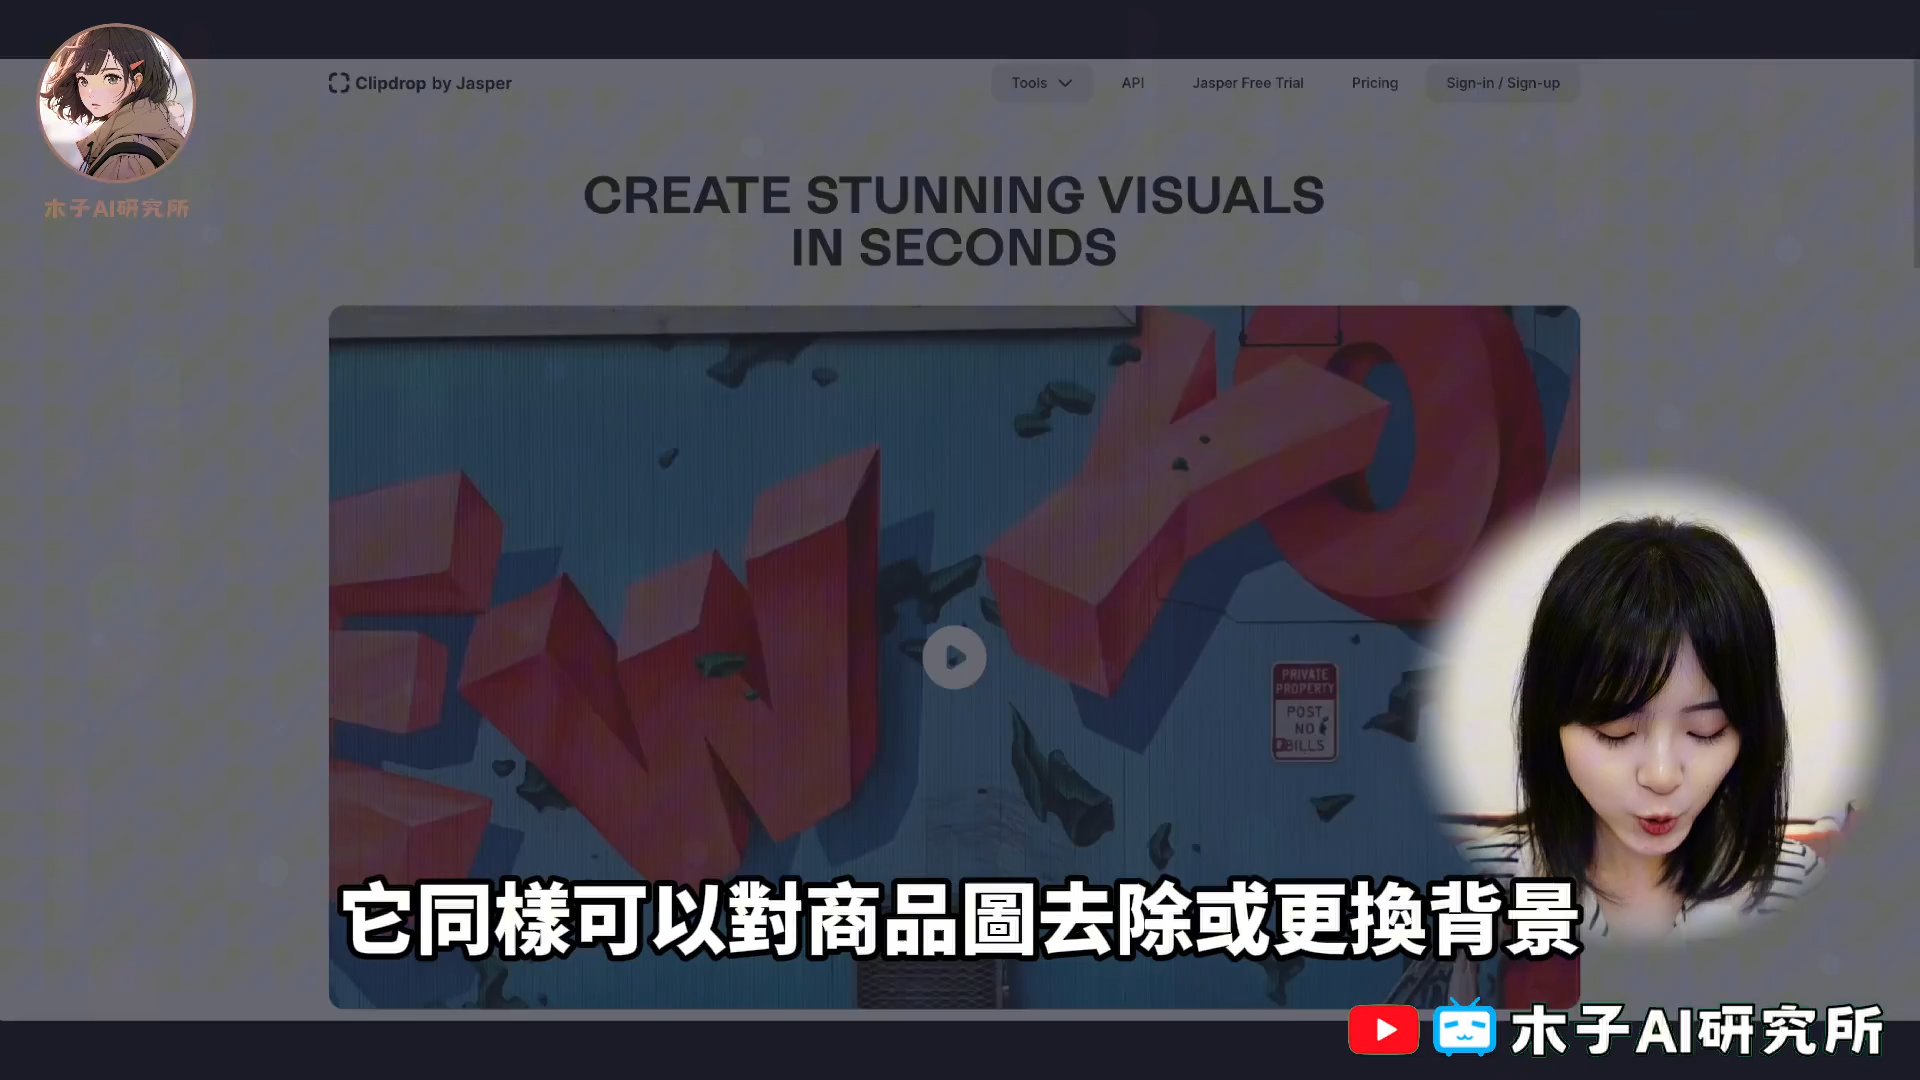 Clipdrop by Jasper
Tools
API
Jasper Free Trial
Pricing
Sign-in / Sign-up
木子AI研究所
CREATE STUNNING VISUALS
IN SECONDS
EW YO
PRIVATE
PROPERTY
POST
NO
BILLS
它同樣可以對商品圖去除或更換背景
木子AI研究所